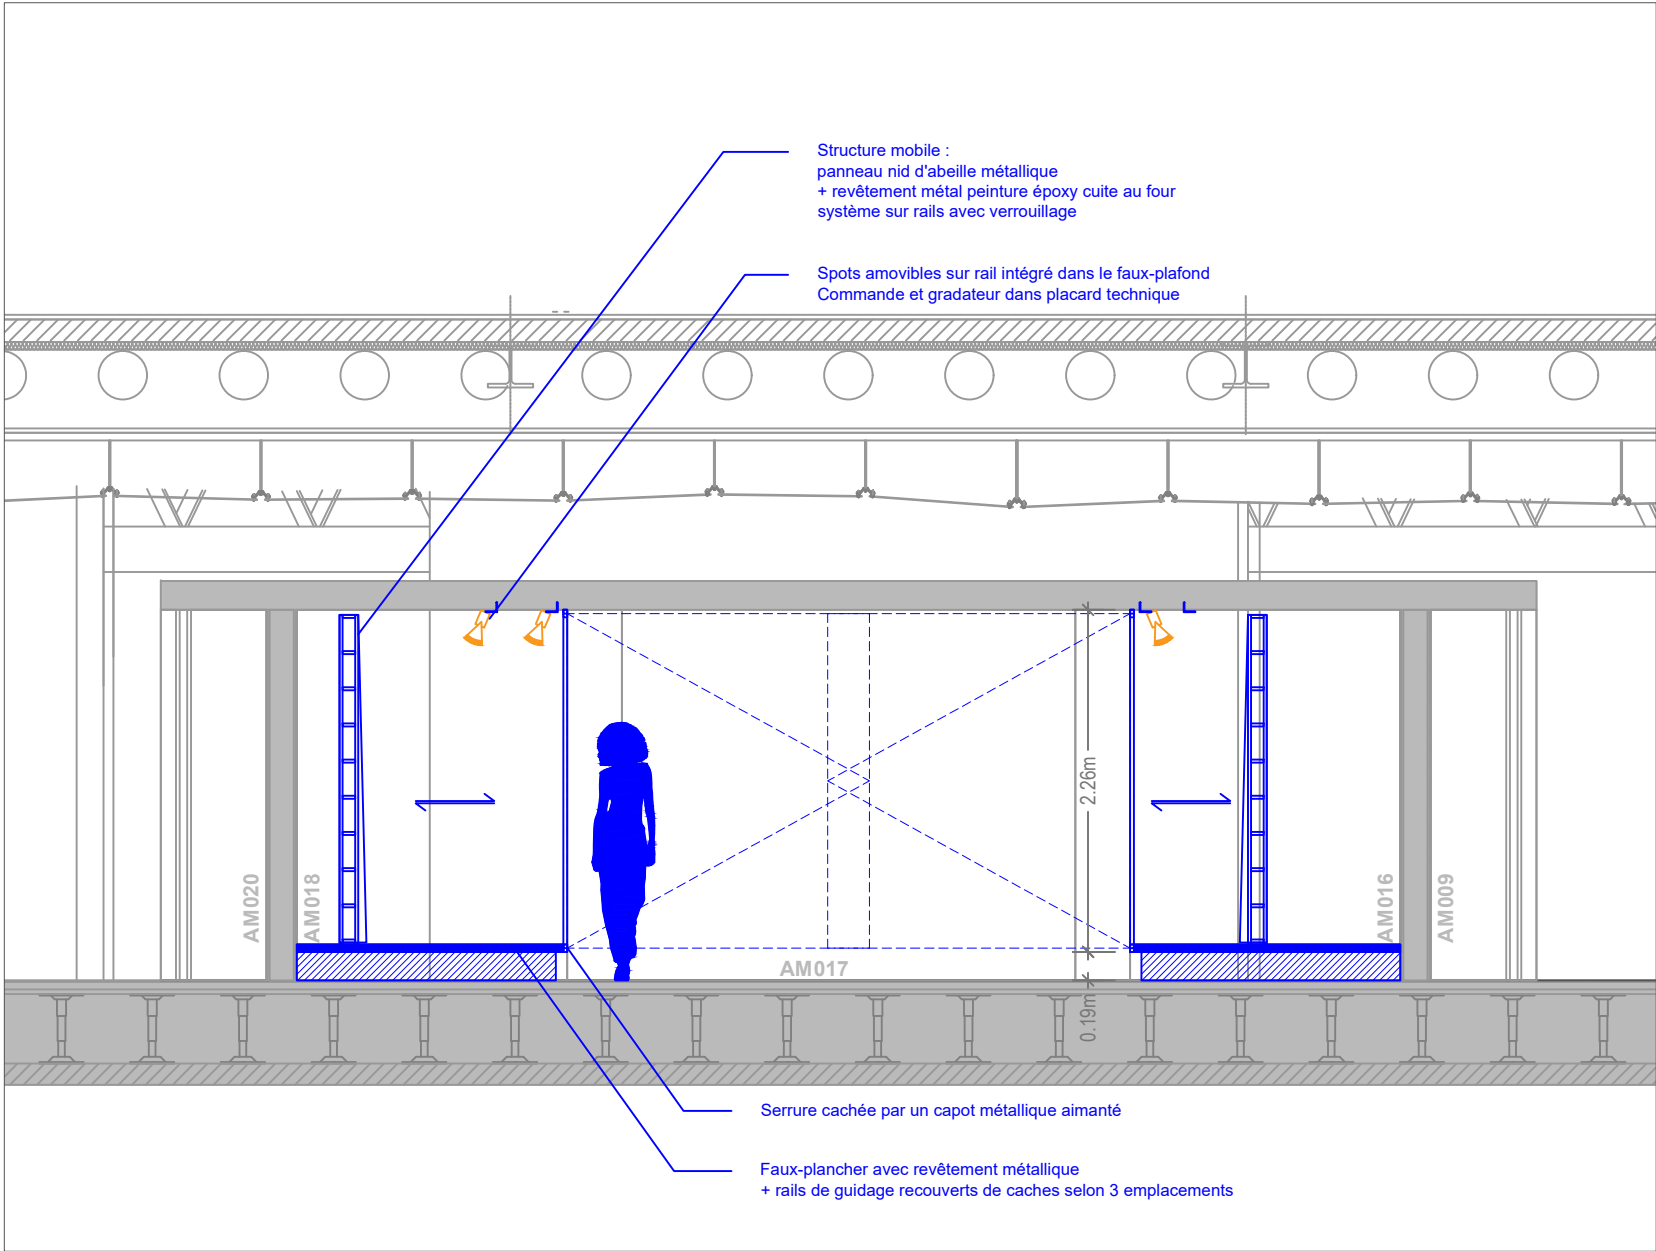 Structure mobile :
panneau nid d'abeille métallique
+ revêtement métal peinture époxy cuite au four
système sur rails avec verrouillage
Spots amovibles sur rail intégré dans le faux-plafond
Commande et gradateur dans placard technique
2.26m
AM020
AM018
AM016
AM009
AM017
0.19m
Serrure cachée par un capot métallique aimanté
Faux-plancher avec revêtement métallique
+ rails de guidage recouverts de caches selon 3 emplacements